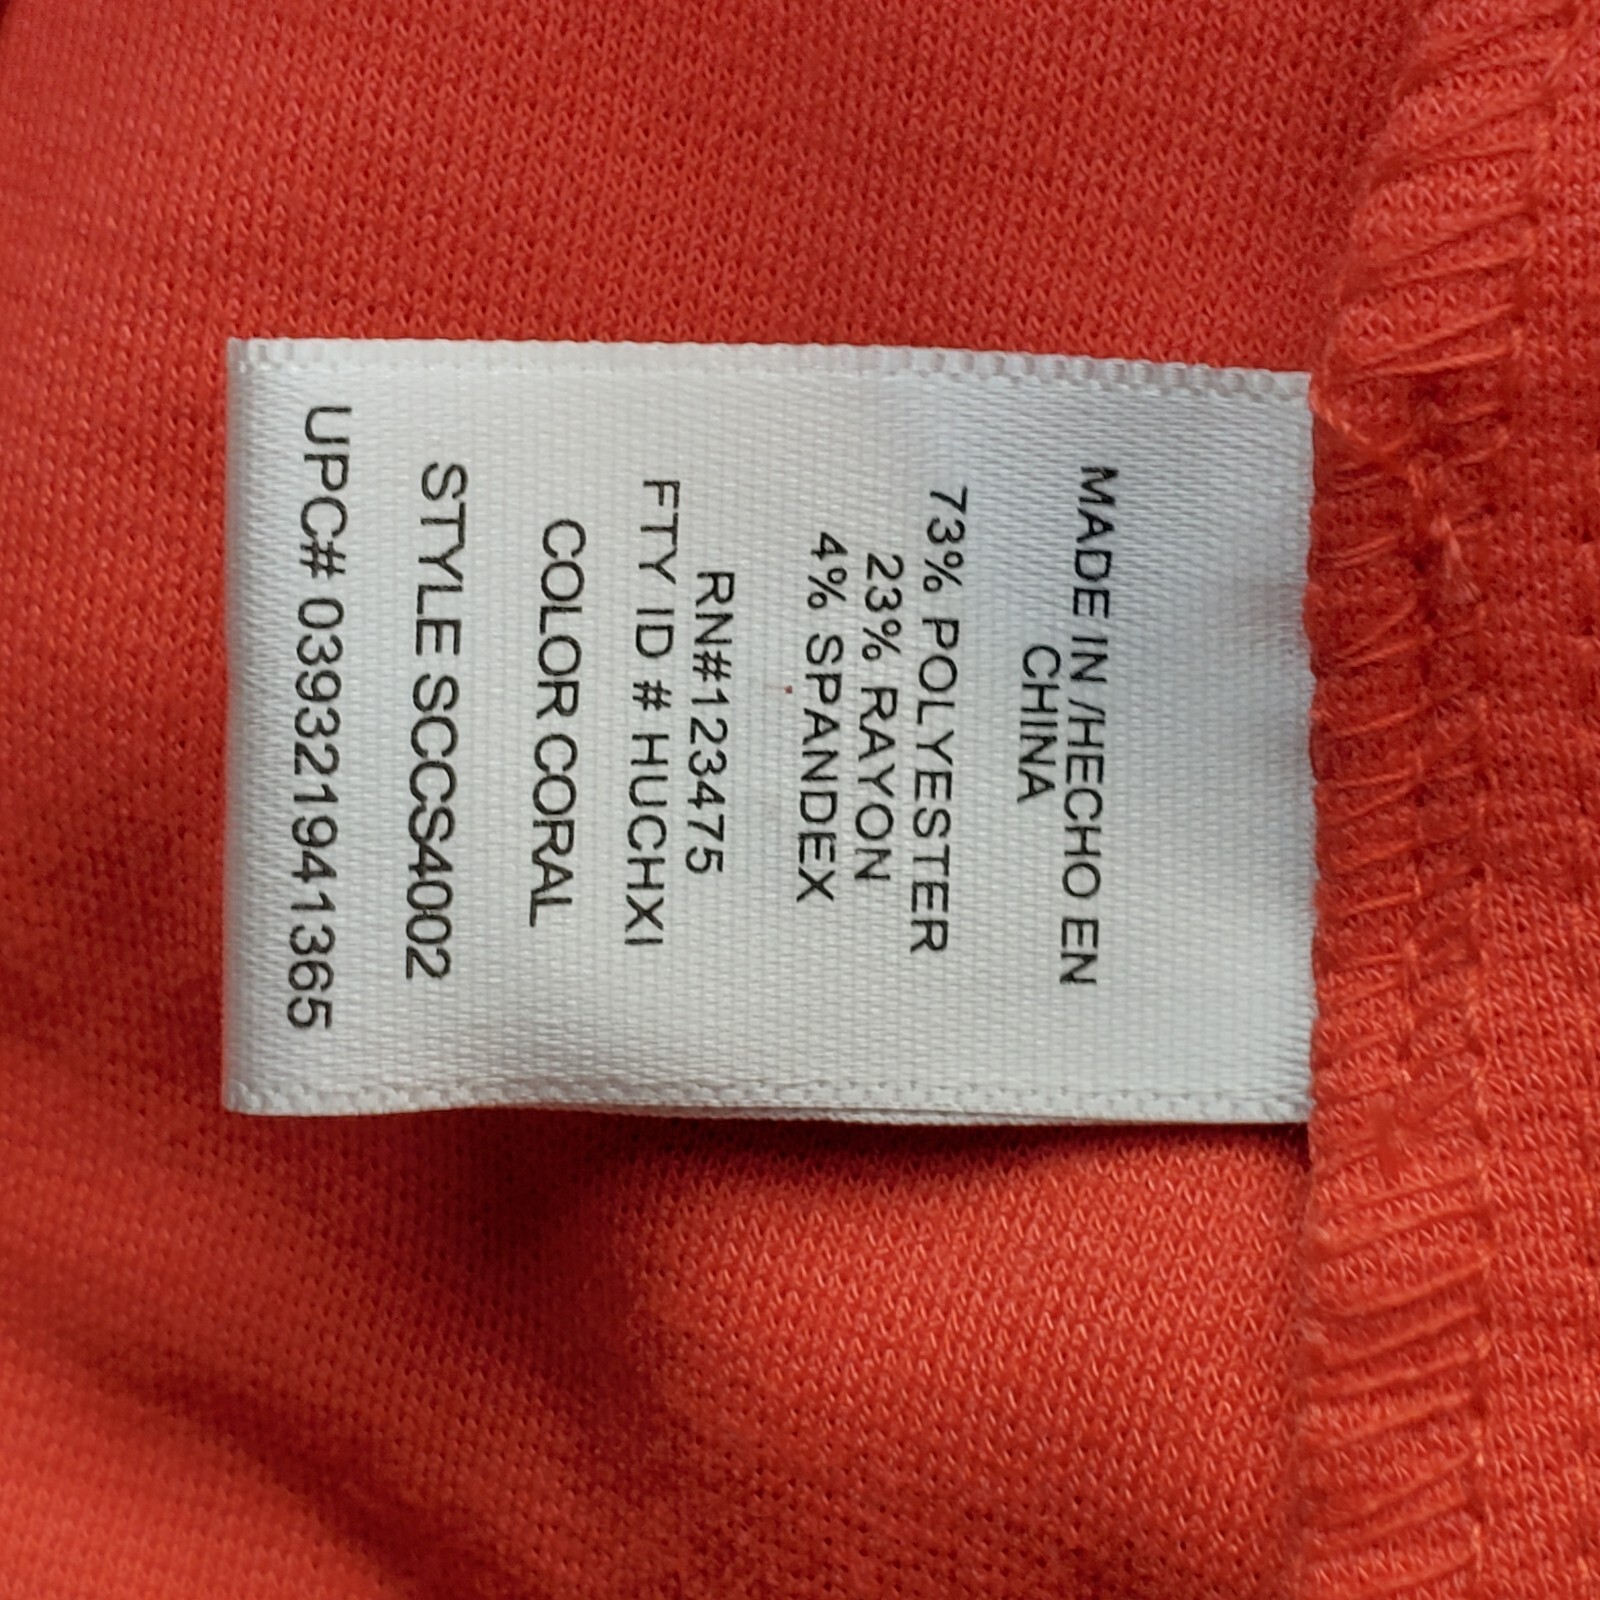 MADE IN /HECHO EN
CHINA
73% POLYESTER
23% RAYON
4% SPANDEX
RN#123475
FTY ID # HUCHXI
COLOR CORAL
STYLE SCCS4002
UPC# 039321941365